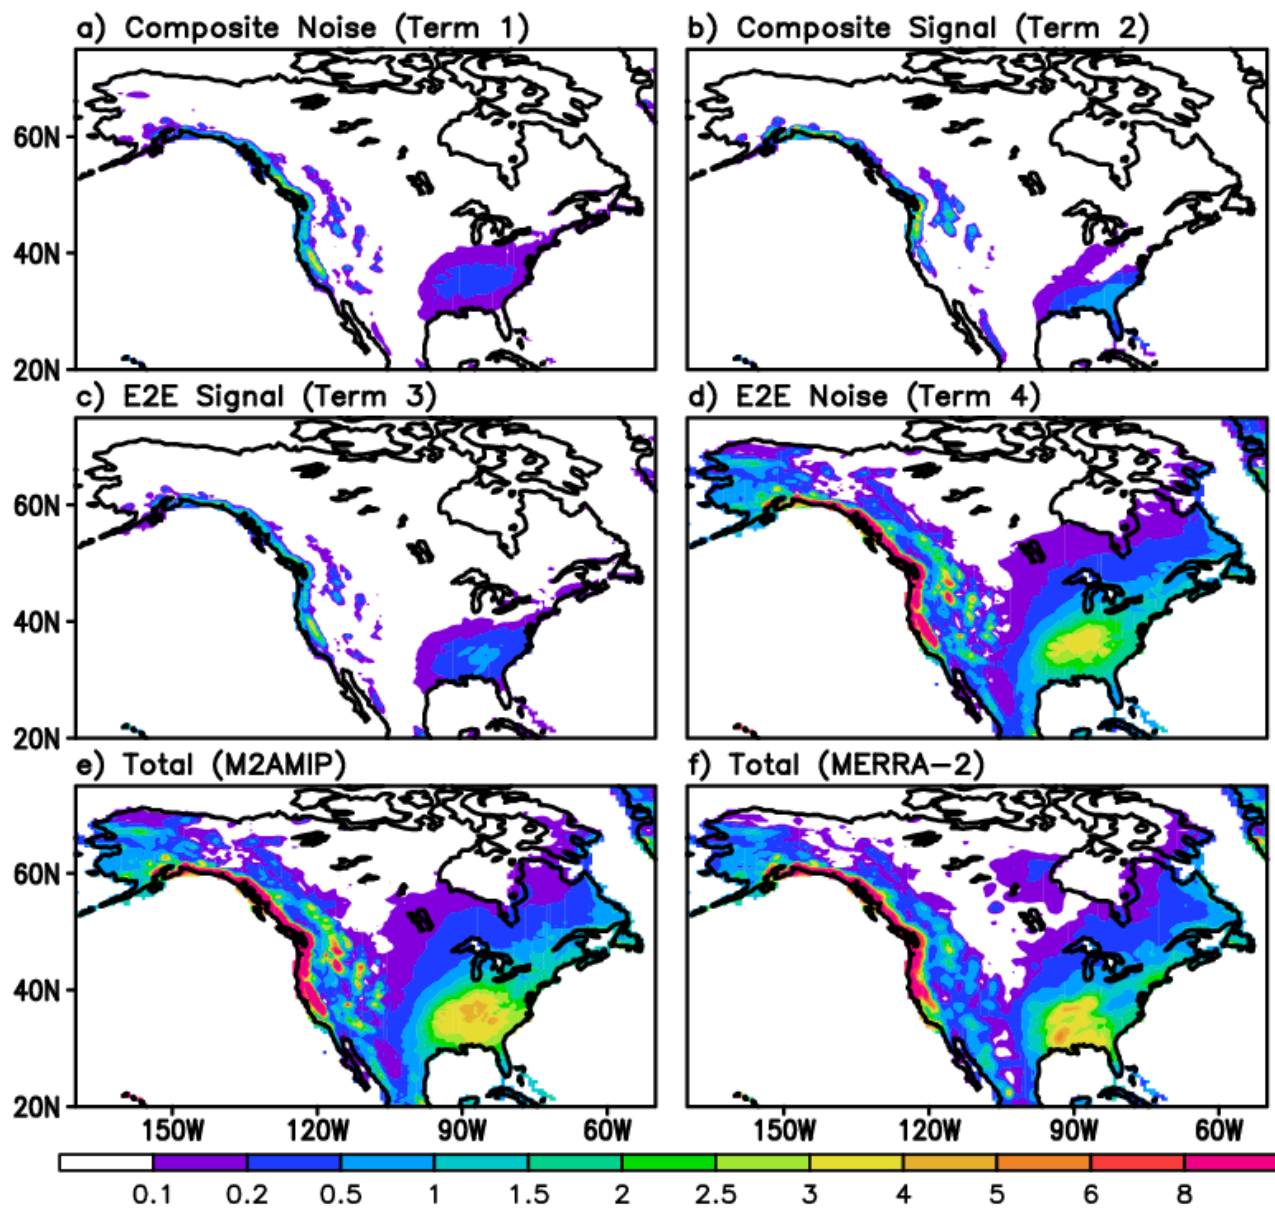 a) Composite Noise (Term 1)
b) Composite Signal (Term 2)
60N
40N
20N
c) E2E Signal (Term 3)
d) E2E Noise (Term 4)
60N
40N
20N
e) Total (M2AMIP)
f) Total (MERRA-2)
60N
40N
20N
150W 120W 90W 60W 150W 120W 90W 60W
0.1 0.2 0.5 1 1.5 2 2.5 3 4 5 6 8